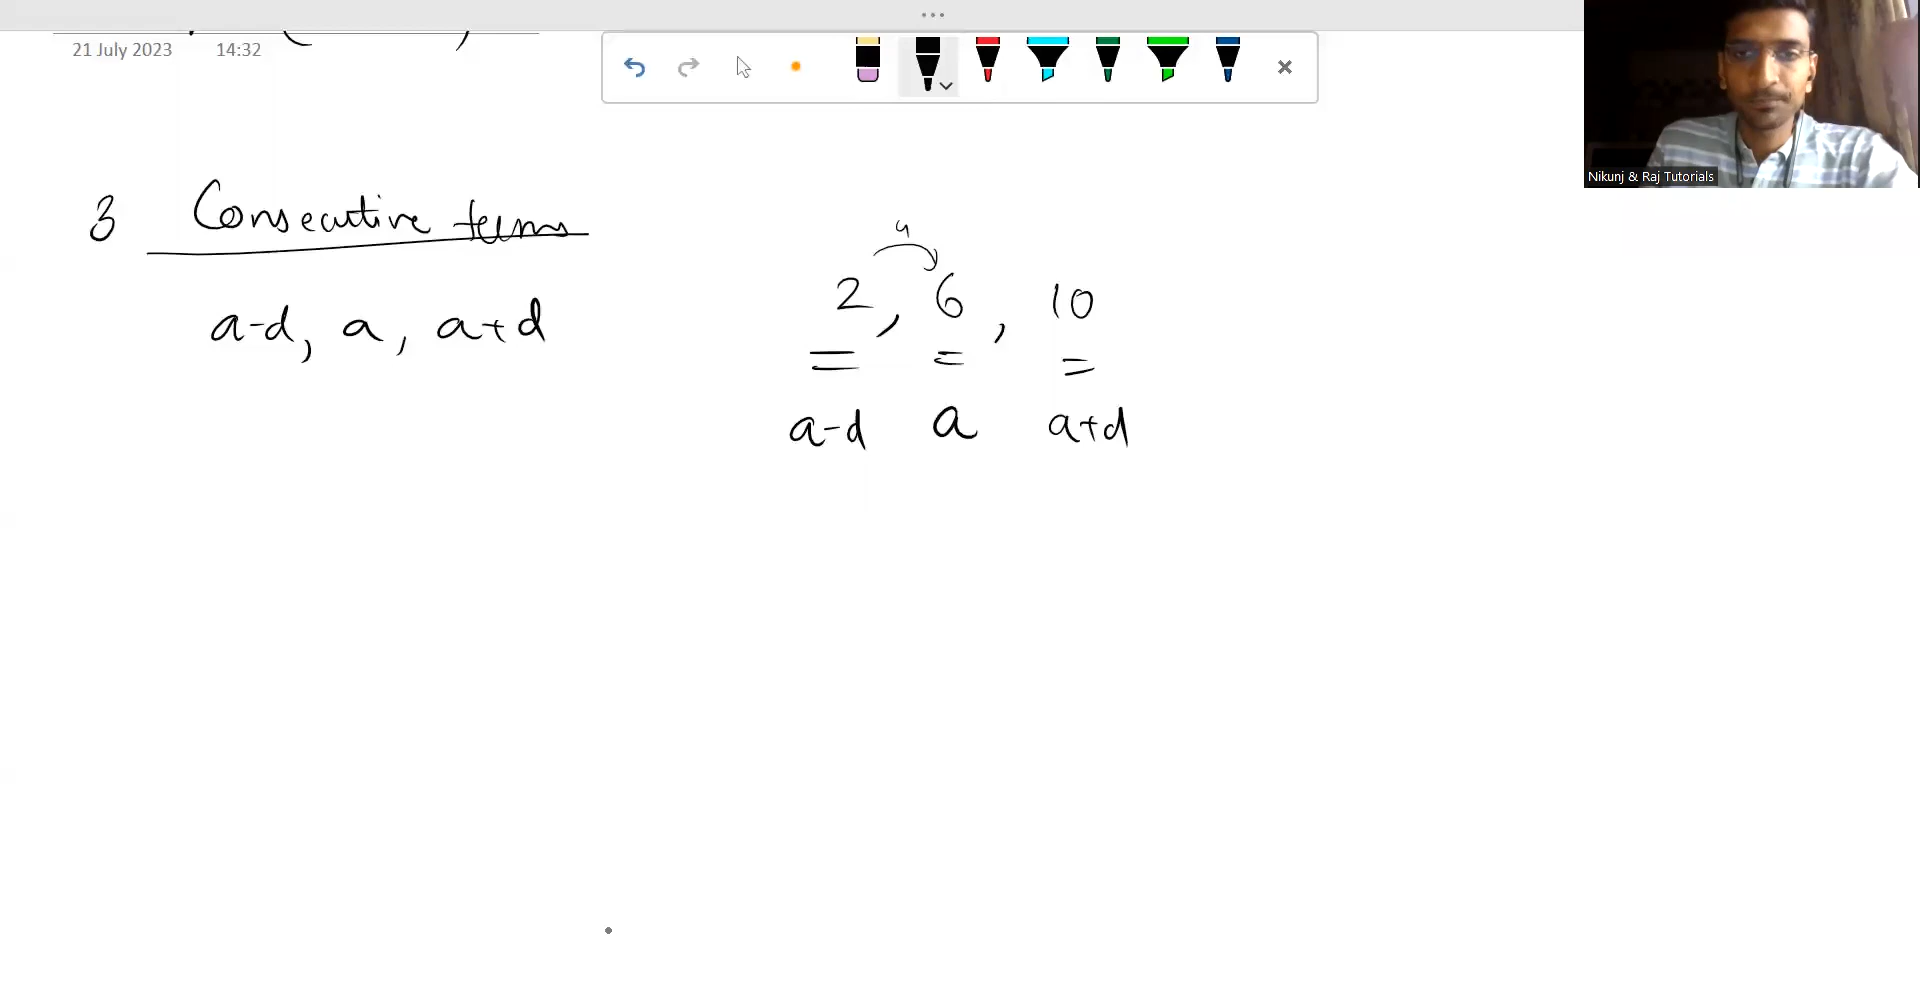 21 July 2023 14:32
Nikunj & Raj Tutorials
3 Consecutive terms
a-d, a, a+d
4
2, 6, 10
= = =
a-d a a+d